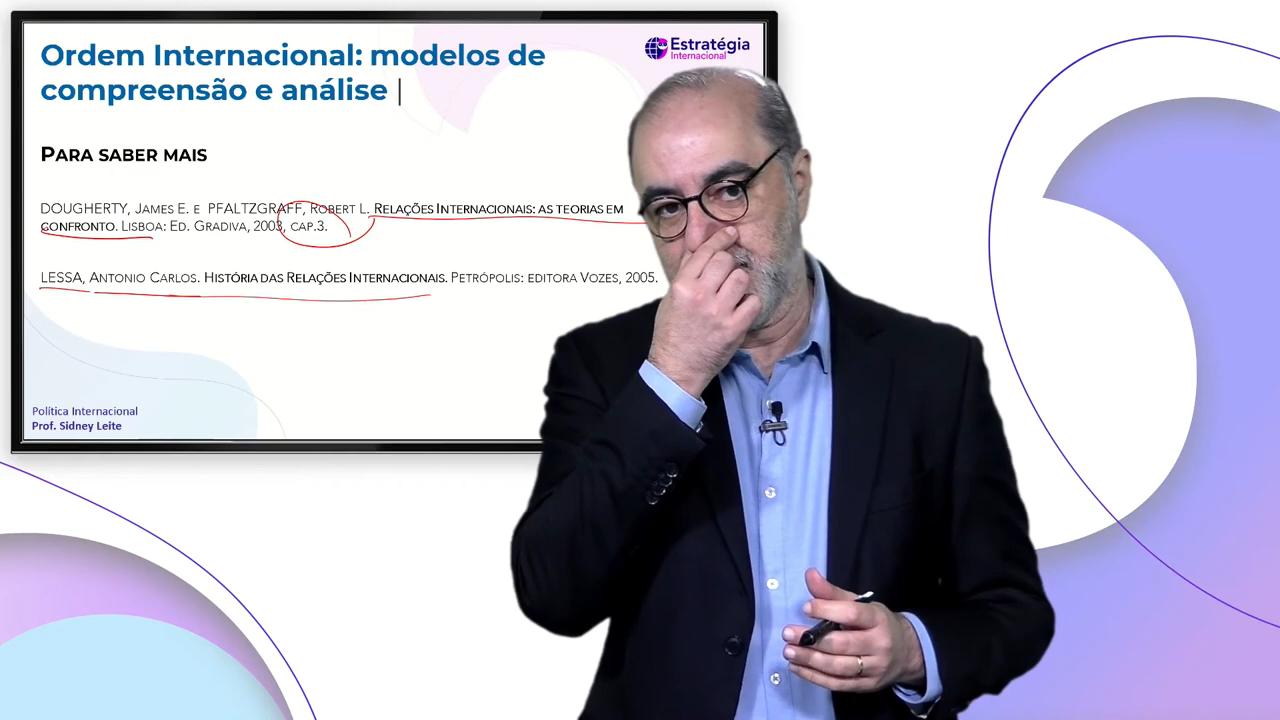 Ordem Internacional: modelos de
compreensão e análise |
Estratégia
Internacional
PARA SABER MAIS
DOUGHERTY, JAMES E. E PFALTZGRAFF, ROBERT L. RELAÇÕES INTERNACIONAIS: AS TEORIAS EM
CONFRONTO. LISBOA: ED. GRADIVA, 2003, CAP.3.
LESSA, ANTONIO CARLOS. HISTÓRIA DAS RELAÇÕES INTERNACIONAIS. PETRÓPOLIS: EDITORA VOZES, 2005.
Política Internacional
Prof. Sidney Leite